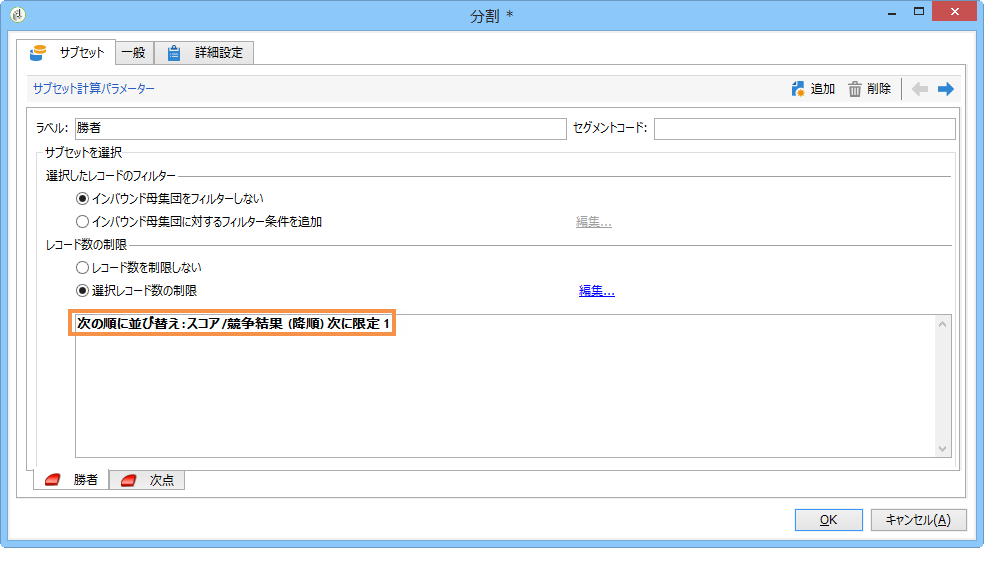 分割 *
サブセット 一般 詳細設定
サブセット計算パラメーター 追加 削除
ラベル: 勝者 セグメントコード:
サブセットを選択
選択したレコードのフィルター
インバウンド母集団をフィルターしない
インバウンド母集団に対するフィルター条件を追加 編集...
レコード数の制限
レコード数を制限しない
選択レコード数の制限 編集...
次の順に並び替え:スコア/競争結果 (降順) 次に限定 1
勝者 次点
OK キャンセル(A)